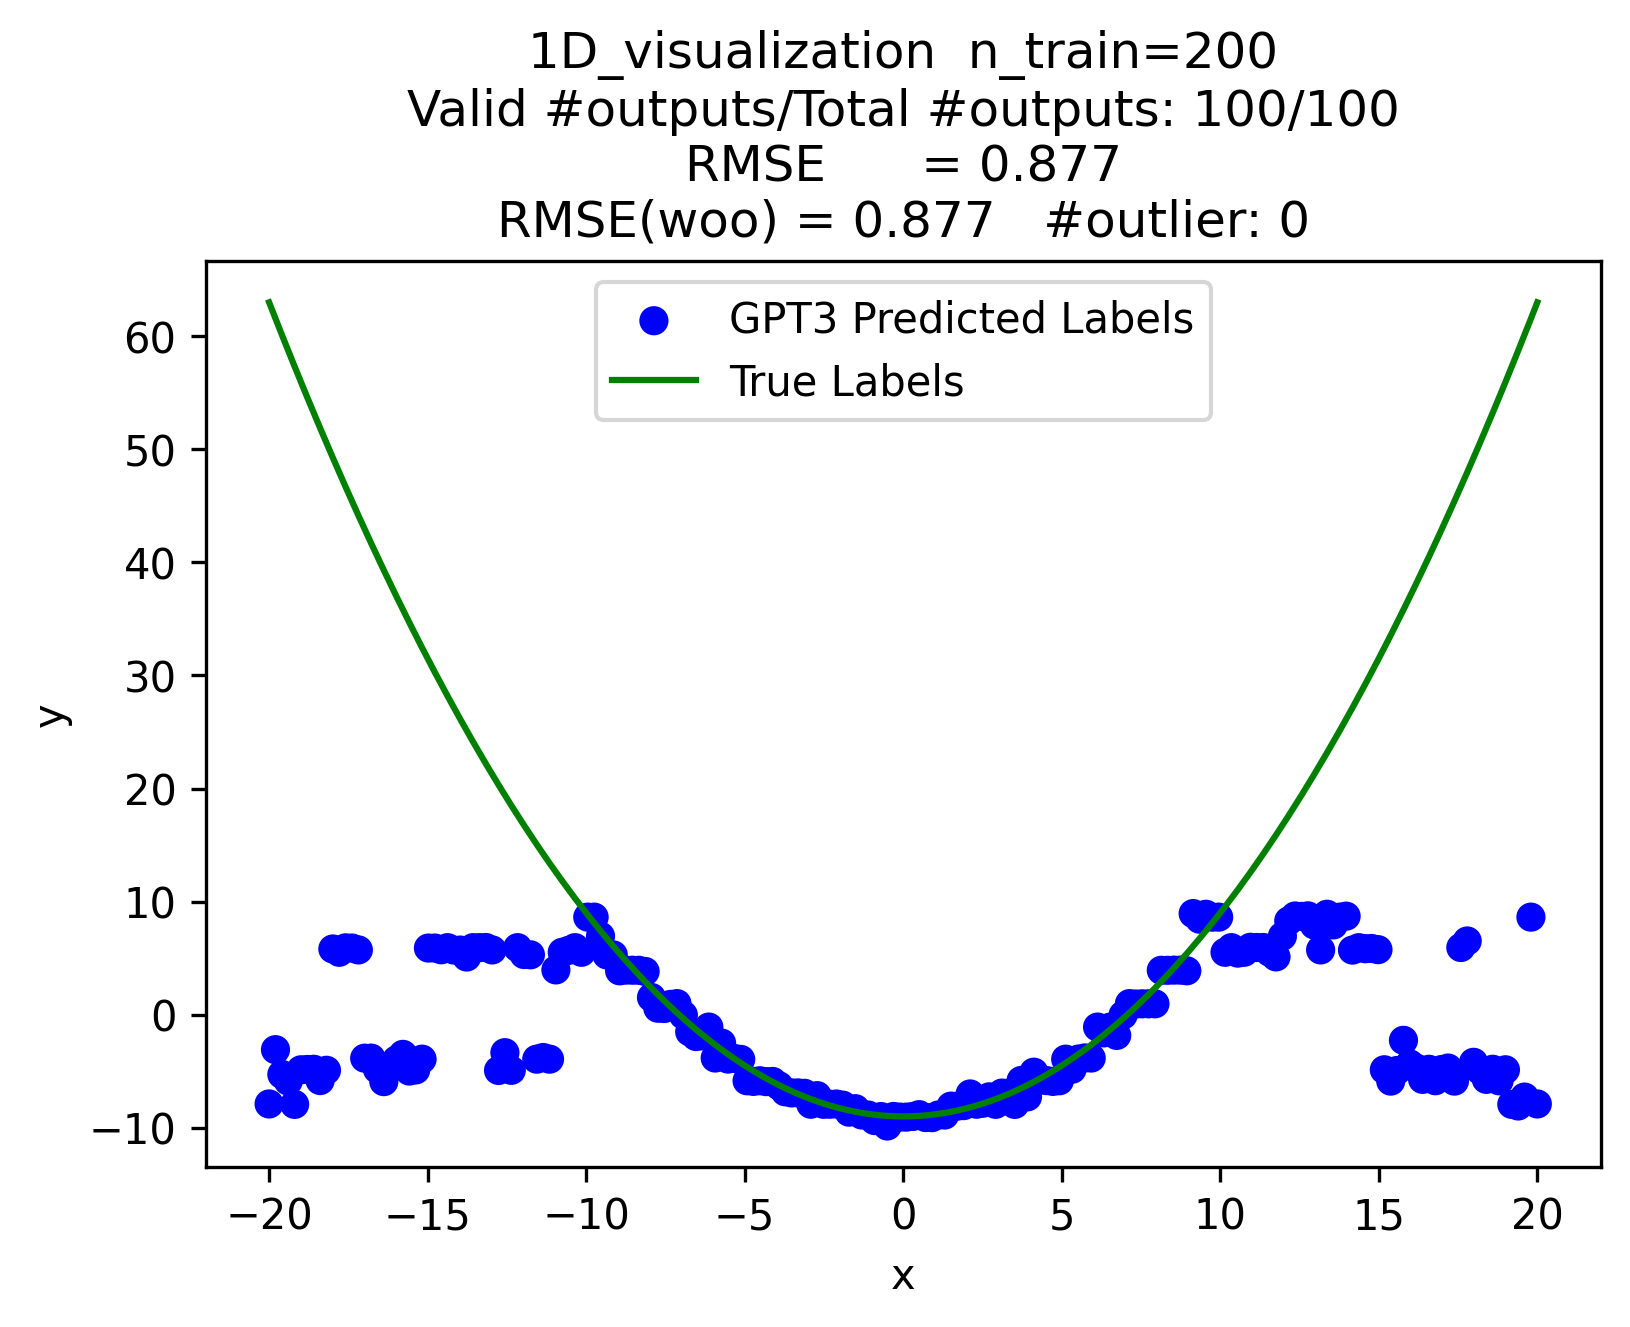 1D_visualization  n_train=200
Valid #outputs/Total #outputs: 100/100
RMSE      = 0.877
RMSE(woo) = 0.877   #outlier: 0
GPT3 Predicted Labels
True Labels
60
50
40
30
20
10
0
−10
y
−20 −15 −10 −5 0 5 10 15 20
x